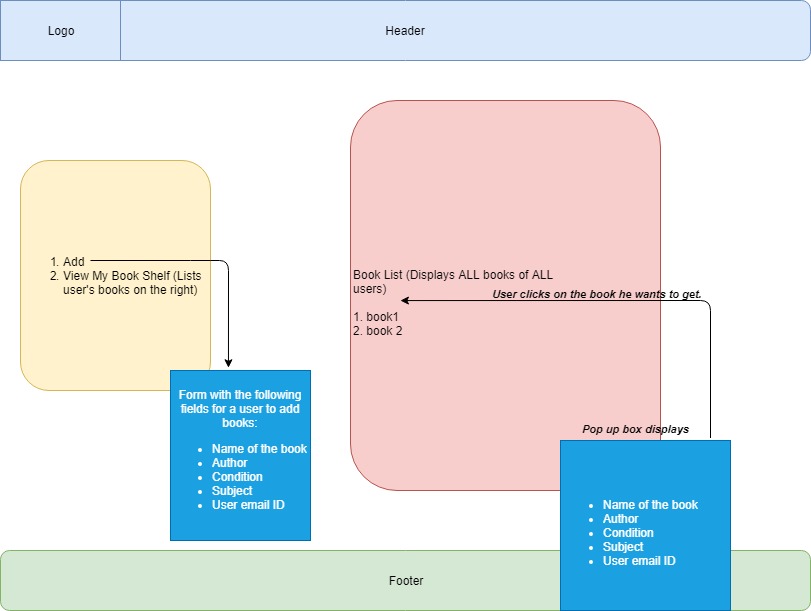 Logo
Header
1. Add
2. View My Book Shelf (Lists
user's books on the right)
Form with the following
fields for a user to add
books:
• Name of the book
• Author
• Condition
• Subject
• User email ID
Book List (Displays ALL books of ALL
users)
User clicks on the book he wants to get.
1. book1
2. book 2
Pop up box displays
• Name of the book
• Author
• Condition
• Subject
• User email ID
Footer